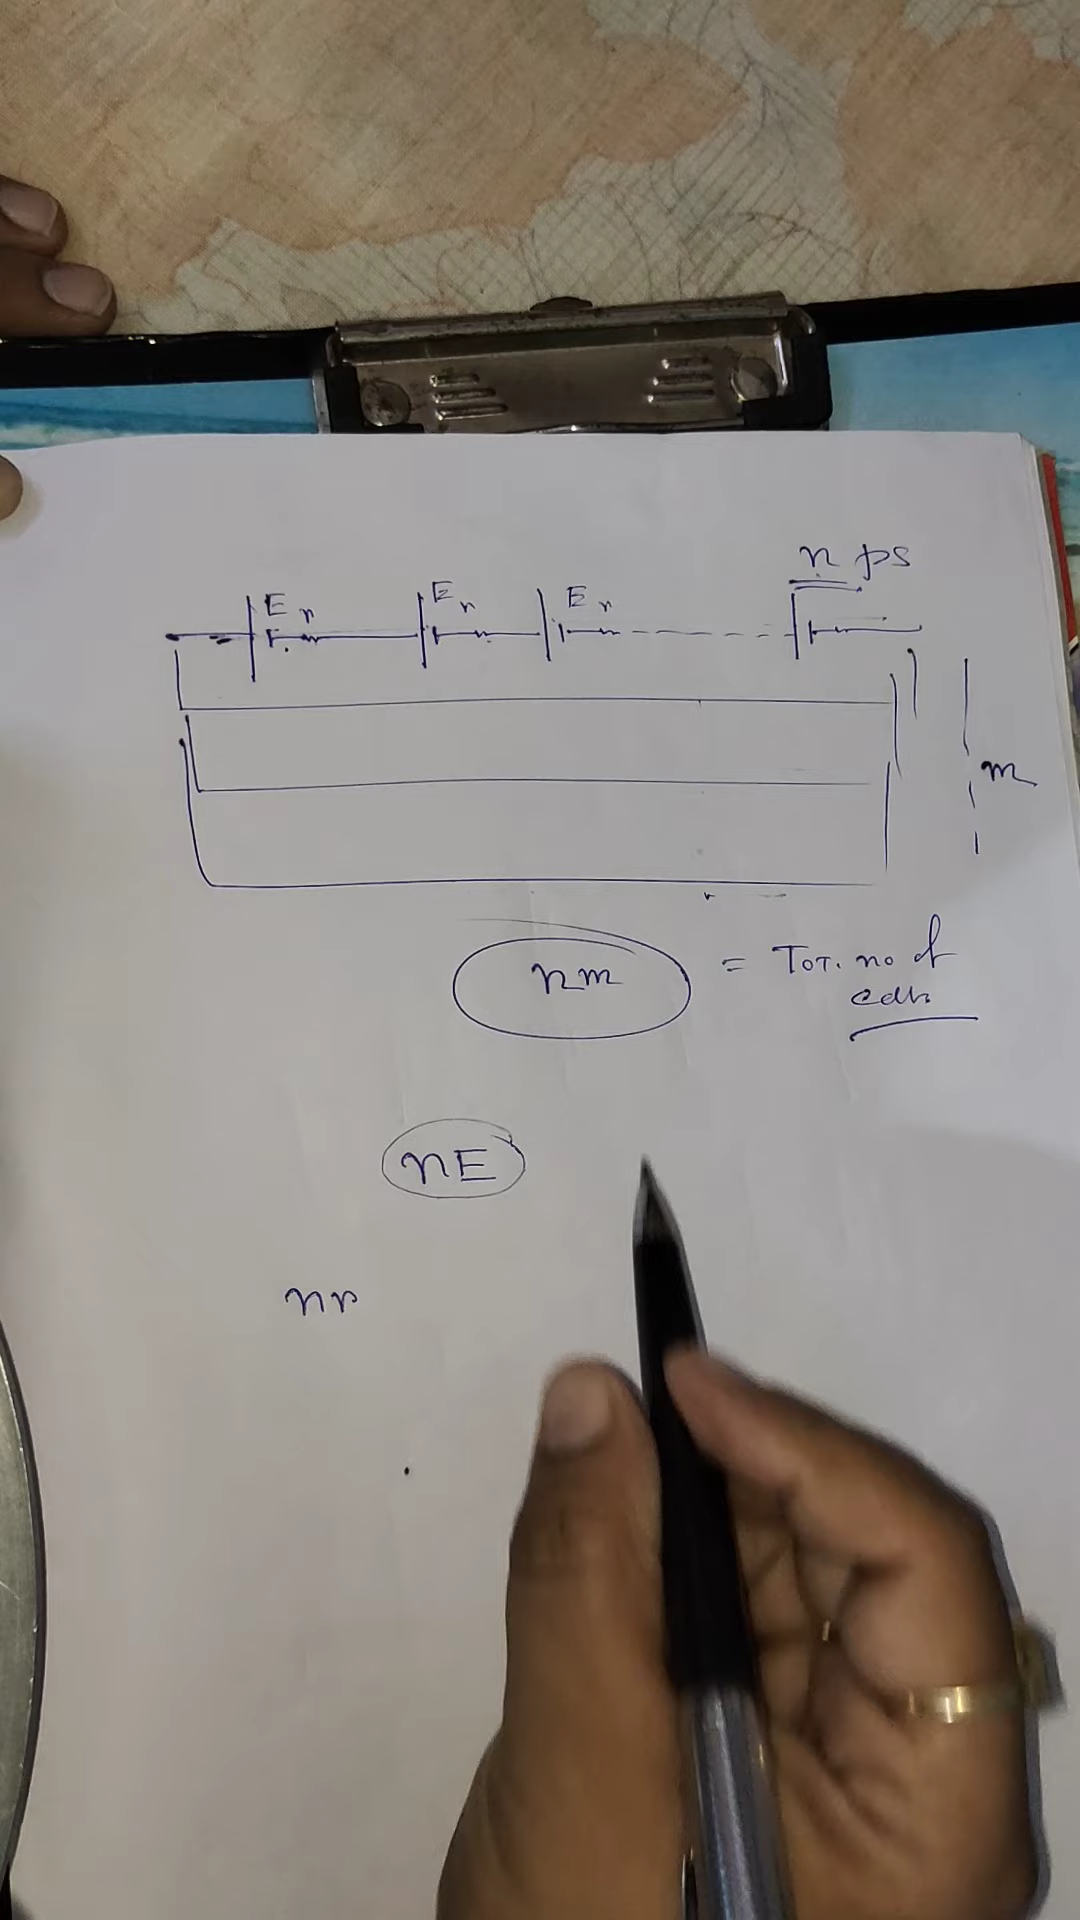 n ps
E r E r E r
m
nm = Tot. no of
cells
nE
nr